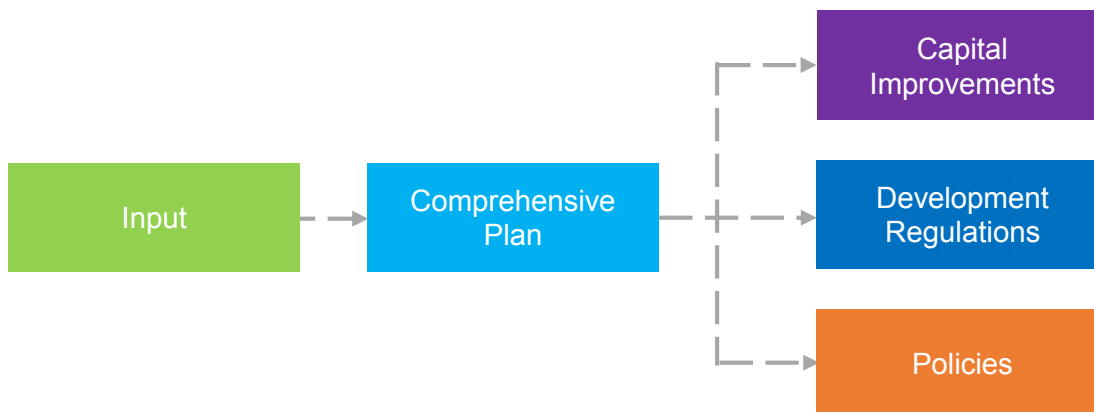 Input
Comprehensive
Plan
Capital
Improvements
Development
Regulations
Policies